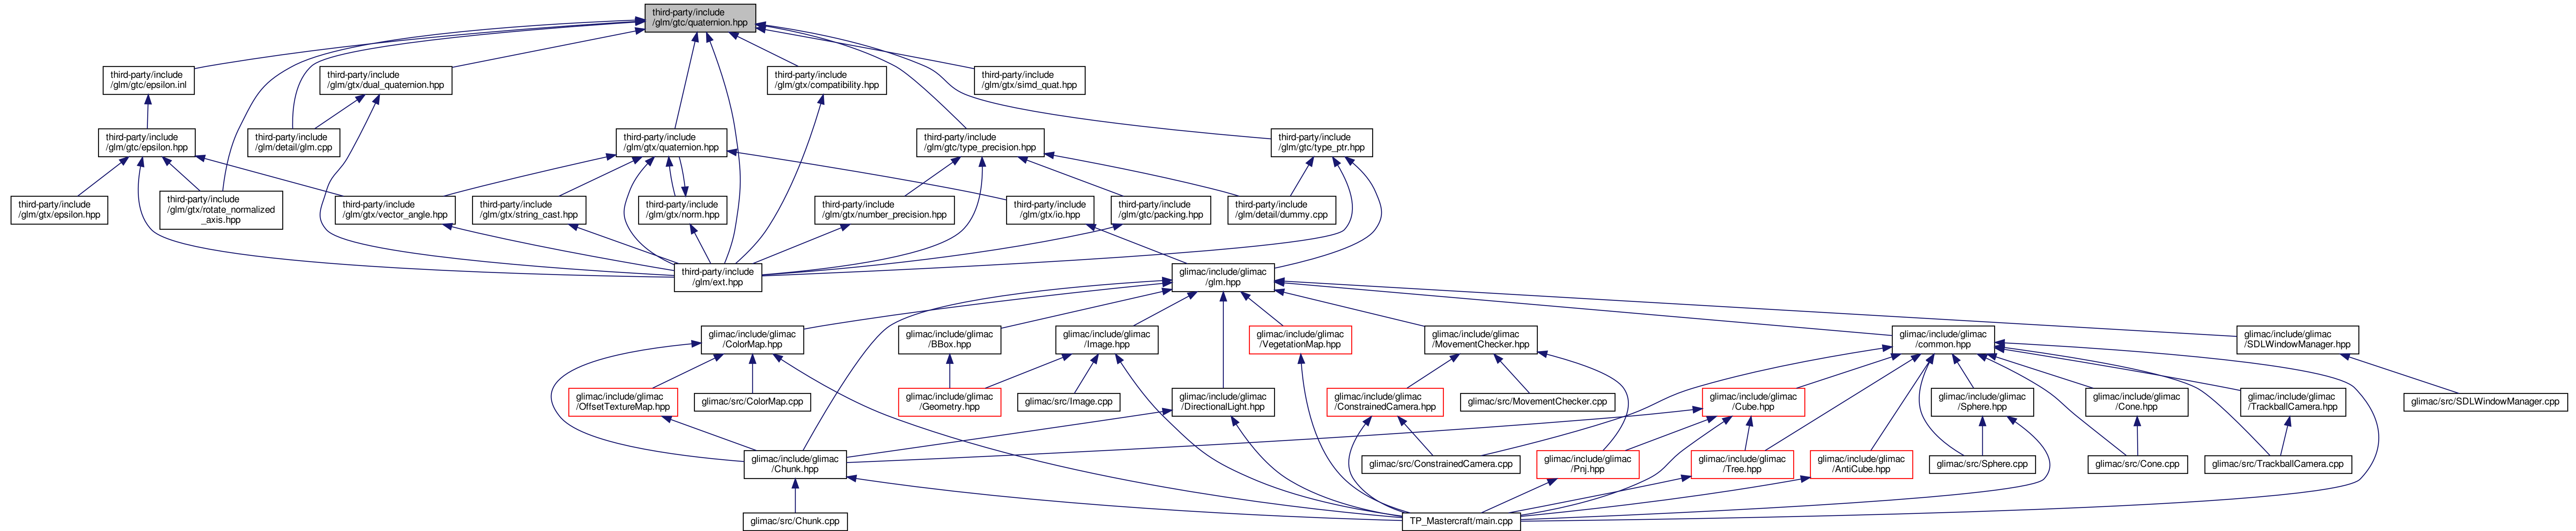 third-party/include
/glm/gtc/quaternion.hpp
third-party/include
/glm/gtc/epsilon.inl
third-party/include
/glm/gtx/dual_quaternion.hpp
third-party/include
/glm/gtx/compatibility.hpp
third-party/include
/glm/gtx/simd_quat.hpp
third-party/include
/glm/gtc/epsilon.hpp
third-party/include
/glm/detail/glm.cpp
third-party/include
/glm/gtx/quaternion.hpp
third-party/include
/glm/gtc/type_precision.hpp
third-party/include
/glm/gtc/type_ptr.hpp
third-party/include
/glm/gtx/epsilon.hpp
third-party/include
/glm/gtx/rotate_normalized
_axis.hpp
third-party/include
/glm/gtx/vector_angle.hpp
third-party/include
/glm/gtx/string_cast.hpp
third-party/include
/glm/gtx/norm.hpp
third-party/include
/glm/gtx/number_precision.hpp
third-party/include
/glm/gtx/io.hpp
third-party/include
/glm/gtc/packing.hpp
third-party/include
/glm/detail/dummy.cpp
third-party/include
/glm/ext.hpp
glimac/include/glimac
/glm.hpp
glimac/include/glimac
/ColorMap.hpp
glimac/include/glimac
/BBox.hpp
glimac/include/glimac
/Image.hpp
glimac/include/glimac
/VegetationMap.hpp
glimac/include/glimac
/MovementChecker.hpp
glimac/include/glimac
/common.hpp
glimac/include/glimac
/SDLWindowManager.hpp
glimac/include/glimac
/OffsetTextureMap.hpp
glimac/src/ColorMap.cpp
glimac/include/glimac
/Geometry.hpp
glimac/src/Image.cpp
glimac/include/glimac
/DirectionalLight.hpp
glimac/include/glimac
/ConstrainedCamera.hpp
glimac/src/MovementChecker.cpp
glimac/include/glimac
/Cube.hpp
glimac/include/glimac
/Sphere.hpp
glimac/include/glimac
/Cone.hpp
glimac/include/glimac
/TrackballCamera.hpp
glimac/src/SDLWindowManager.cpp
glimac/include/glimac
/Chunk.hpp
glimac/src/ConstrainedCamera.cpp
glimac/include/glimac
/Pnj.hpp
glimac/include/glimac
/Tree.hpp
glimac/include/glimac
/AntiCube.hpp
glimac/src/Sphere.cpp
glimac/src/Cone.cpp
glimac/src/TrackballCamera.cpp
glimac/src/Chunk.cpp
TP_Mastercraft/main.cpp